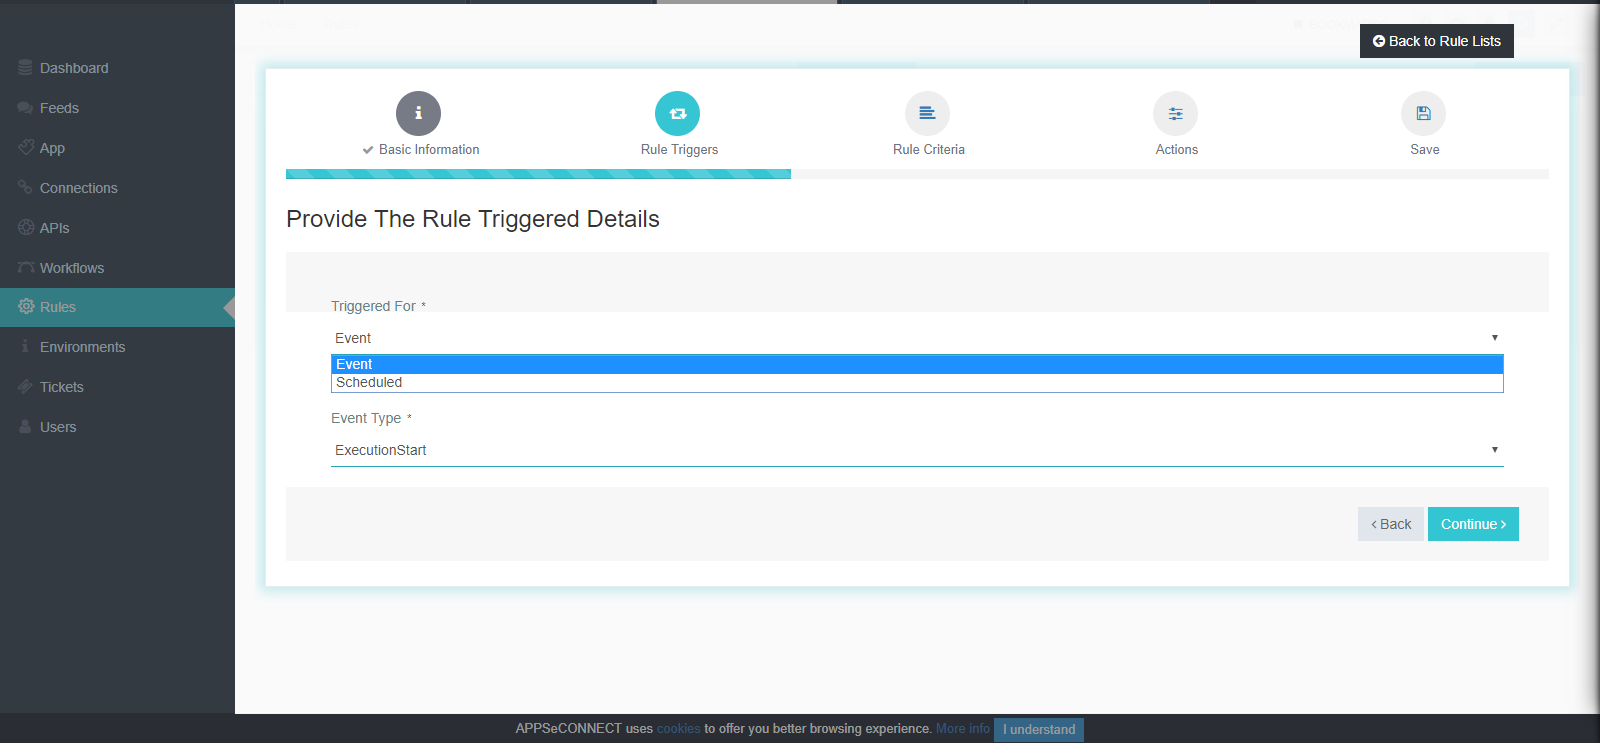 Back to Rule Lists
Dashboard
Feeds
App
Connections
APIs
Workflows
Rules
Environments
Tickets
Users
Basic Information
Rule Triggers
Rule Criteria
Actions
Save
Provide The Rule Triggered Details
Triggered For *
Event
Event
Scheduled
Event Type *
ExecutionStart
Back
Continue
APPSeCONNECT uses cookies to offer you better browsing experience. More info I understand